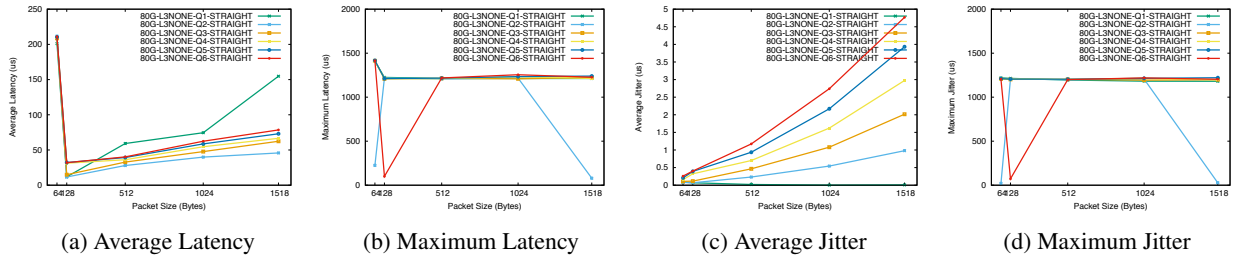 80G-L3NONE-Q1-STRAIGHT
80G-L3NONE-Q2-STRAIGHT
80G-L3NONE-Q3-STRAIGHT
80G-L3NONE-Q4-STRAIGHT
80G-L3NONE-Q5-STRAIGHT
80G-L3NONE-Q6-STRAIGHT
250
200
150
100
50
0
Average Latency (us)
64 128 512 1024 1518
Packet Size (Bytes)
(a) Average Latency
80G-L3NONE-Q1-STRAIGHT
80G-L3NONE-Q2-STRAIGHT
80G-L3NONE-Q3-STRAIGHT
80G-L3NONE-Q4-STRAIGHT
80G-L3NONE-Q5-STRAIGHT
80G-L3NONE-Q6-STRAIGHT
2000
1500
1000
500
0
Maximum Latency (us)
64 128 512 1024 1518
Packet Size (Bytes)
(b) Maximum Latency
80G-L3NONE-Q1-STRAIGHT
80G-L3NONE-Q2-STRAIGHT
80G-L3NONE-Q3-STRAIGHT
80G-L3NONE-Q4-STRAIGHT
80G-L3NONE-Q5-STRAIGHT
80G-L3NONE-Q6-STRAIGHT
5
4.5
4
3.5
3
2.5
2
1.5
1
0.5
0
Average Jitter (us)
64 128 512 1024 1518
Packet Size (Bytes)
(c) Average Jitter
80G-L3NONE-Q1-STRAIGHT
80G-L3NONE-Q2-STRAIGHT
80G-L3NONE-Q3-STRAIGHT
80G-L3NONE-Q4-STRAIGHT
80G-L3NONE-Q5-STRAIGHT
80G-L3NONE-Q6-STRAIGHT
2000
1500
1000
500
0
Maximum Jitter (us)
64 128 512 1024 1518
Packet Size (Bytes)
(d) Maximum Jitter